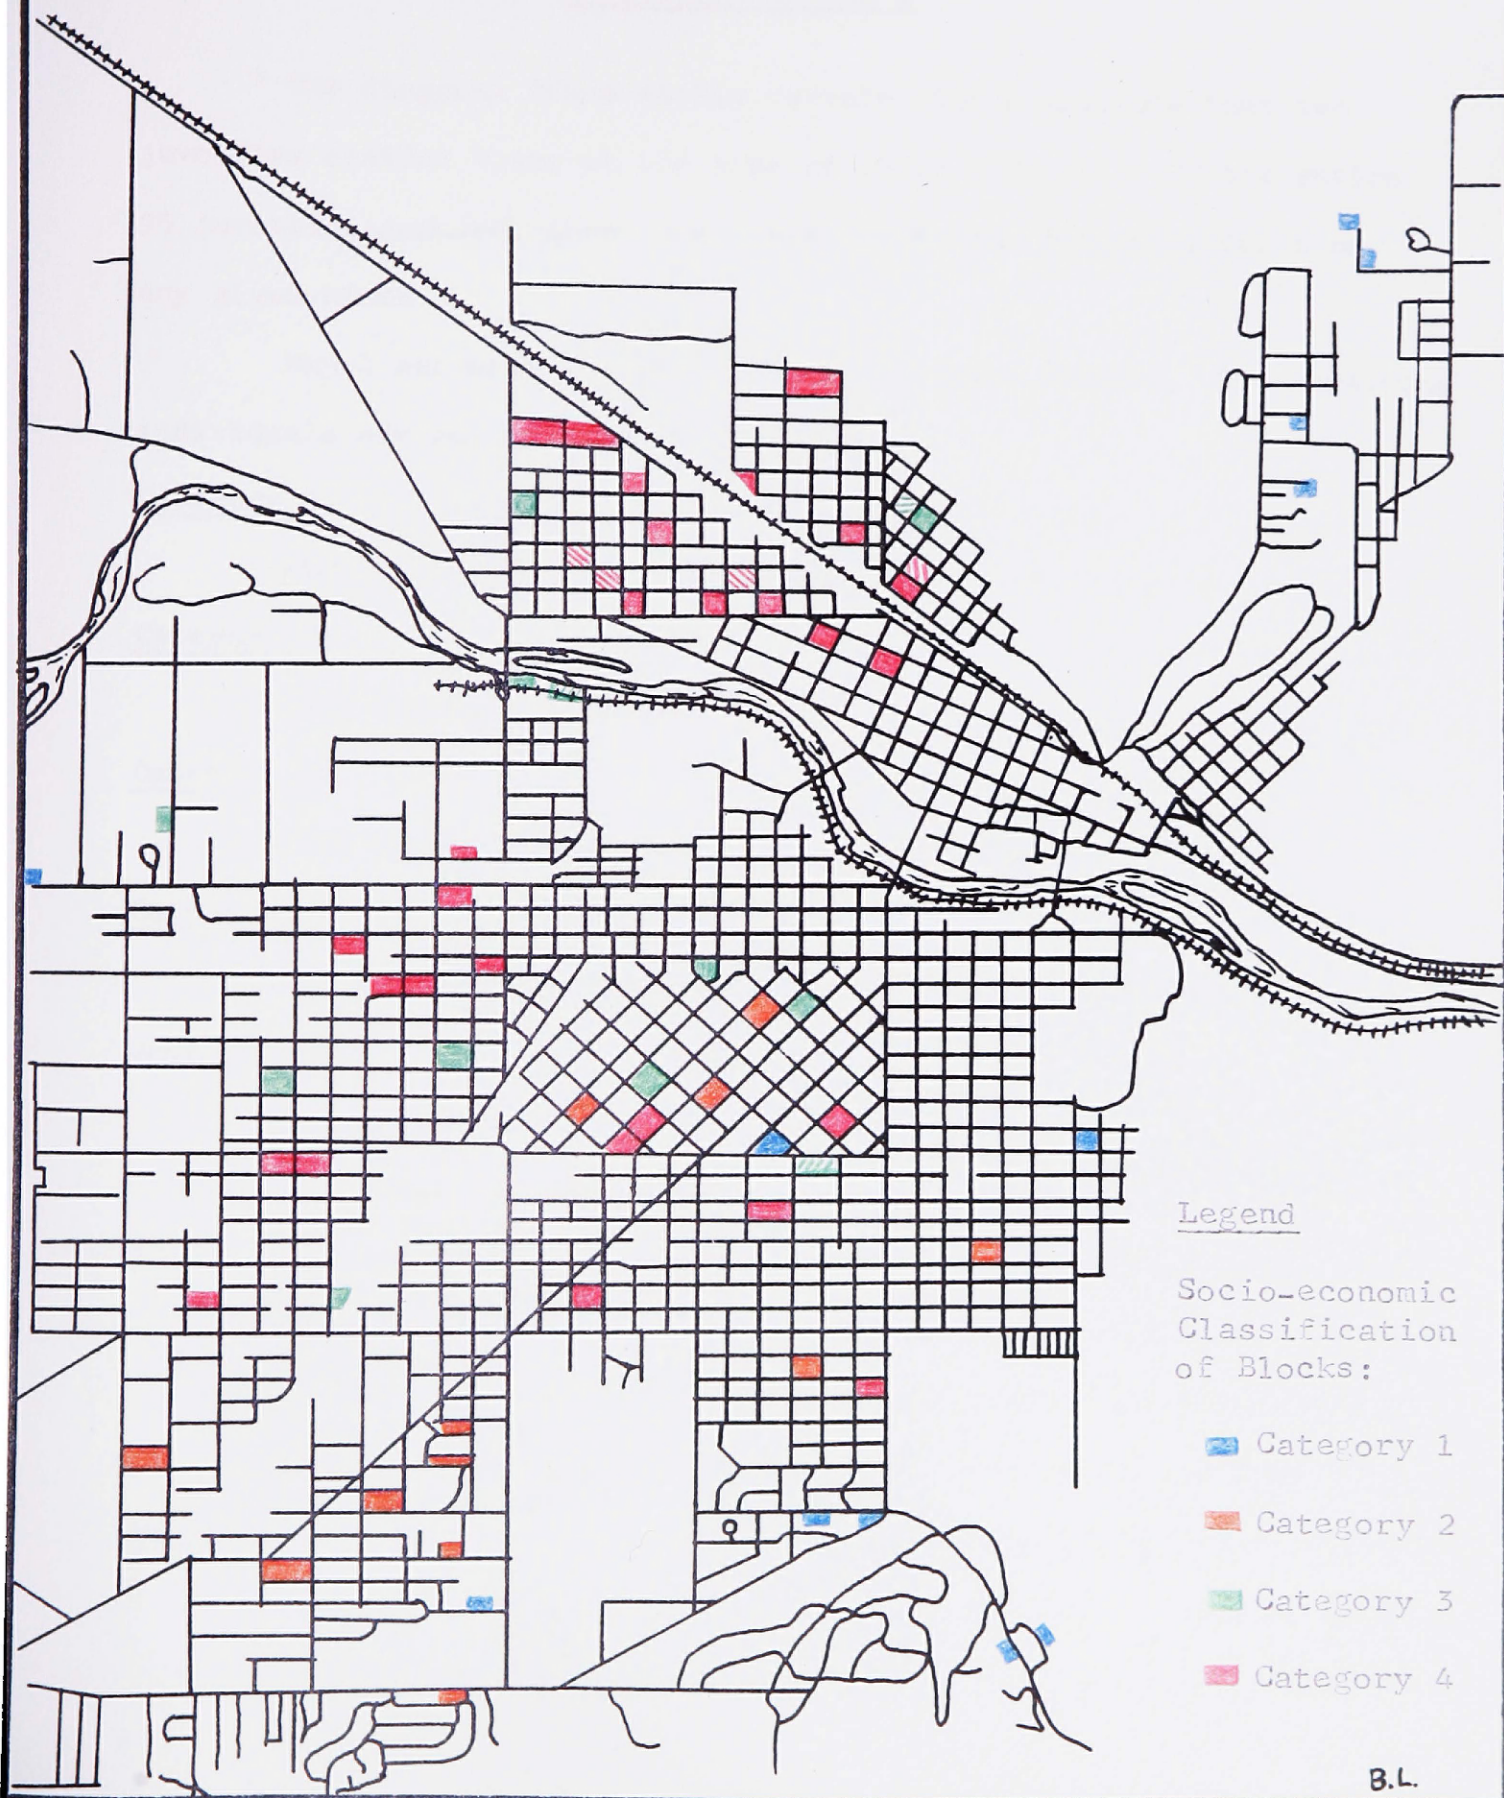 Legend
Socio-economic
Classification
of Blocks:
Category 1
Category 2
Category 3
Category 4
B.L.